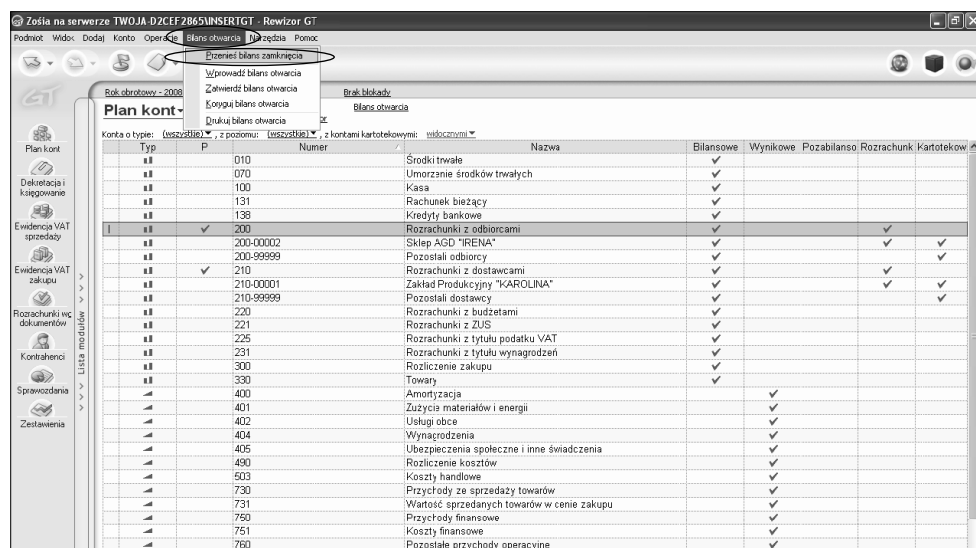 Zośia na serwerze TWOJA-D2CEF2865\INSERTGT - Rewizor GT
Podmiot Widok Dodaj Konto Operacje Bilans otwarcia Narzędzia Pomoc
Przenieś bilans zamknięcia
Wprowadź bilans otwarcia
Zatwierdź bilans otwarcia
Koryguj bilans otwarcia
Drukuj bilans otwarcia
GT
Rok obrotowy - 2008
Brak blokady
Plan kont
Bilans otwarcia
Konta o typie: (wszystkie) , z poziomu: (wszystkie) , z kontami kartotekowymi: widocznymi
Typ P Numer Nazwa Bilansowe Wynikowe Pozabilanso Rozrachunk Kartotekow
010 Środki trwałe
070 Umorzenie środków trwałych
100 Kasa
131 Rachunek bieżący
138 Kredyty bankowe
200 Rozrachunki z odbiorcami
200-00002 Sklep AGD "IRENA"
200-99999 Pozostali odbiorcy
210 Rozrachunki z dostawcami
210-00001 Zakład Produkcyjny "KAROLINA"
210-99999 Pozostali dostawcy
220 Rozrachunki z budżetami
221 Rozrachunki z ZUS
225 Rozrachunki z tytułu podatku VAT
231 Rozrachunki z tytułu wynagrodzeń
300 Rozliczenie zakupu
330 Towary
400 Amortyzacja
401 Zużycie materiałów i energii
402 Usługi obce
404 Wynagrodzenia
405 Ubezpieczenia społeczne i inne świadczenia
490 Rozliczenie kosztów
503 Koszty handlowe
730 Przychody ze sprzedaży towarów
731 Wartość sprzedanych towarów w cenie zakupu
750 Przychody finansowe
751 Koszty finansowe
760 Pozostałe przychody operacyjne
Plan kont
Dekretacja i
księgowanie
Ewidencja VAT
sprzedaży
Ewidencja VAT
zakupu
Rozrachunki wg
dokumentów
Kontrahenci
Sprawozdania
Zestawienia
Lista modułów